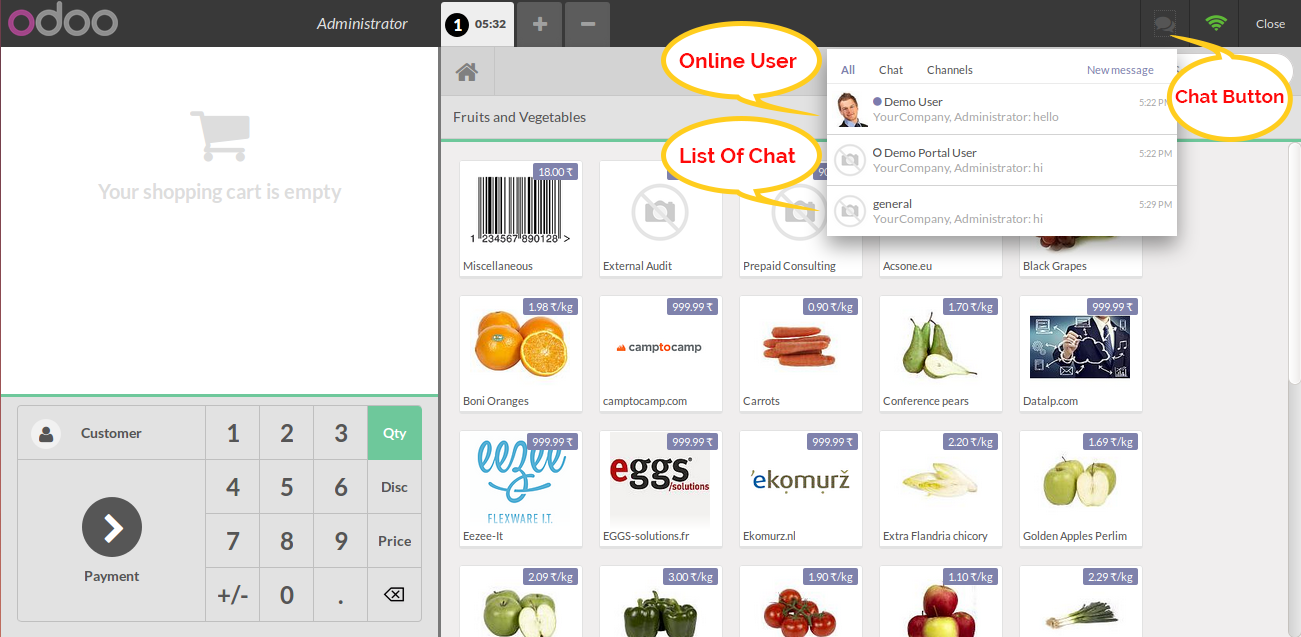 odoo
Administrator
1 05:32
Close
Online User
List Of Chat
Chat Button
All Chat Channels New message
Demo User 5:22 PM
YourCompany, Administrator: hello
Demo Portal User 5:22 PM
YourCompany, Administrator: hi
general 5:29 PM
YourCompany, Administrator: hi
Your shopping cart is empty
Fruits and Vegetables
18.00 ₹
1 234567 890128 >
Miscellaneous
External Audit
90
Prepaid Consulting
Acsone.eu
Black Grapes
1.98 ₹/kg
Boni Oranges
999.99 ₹
camptocamp
camptocamp.com
0.90 ₹/kg
Carrots
1.70 ₹/kg
Conference pears
999.99 ₹
Datalp.com
999.99 ₹
eezee
FLEXWARE I.T.
Eezee-It
999.99 ₹
eggs
/solutions
EGGS-solutions.fr
999.99 ₹
'ekomurž
Ekomurz.nl
2.20 ₹/kg
Extra Flandria chicory
1.69 ₹/kg
Golden Apples Perlim
2.09 ₹/kg
3.00 ₹/kg
1.90 ₹/kg
1.10 ₹/kg
2.29 ₹/kg
Customer
1 2 3 Qty
4 5 6 Disc
7 8 9 Price
+/- 0 .
Payment